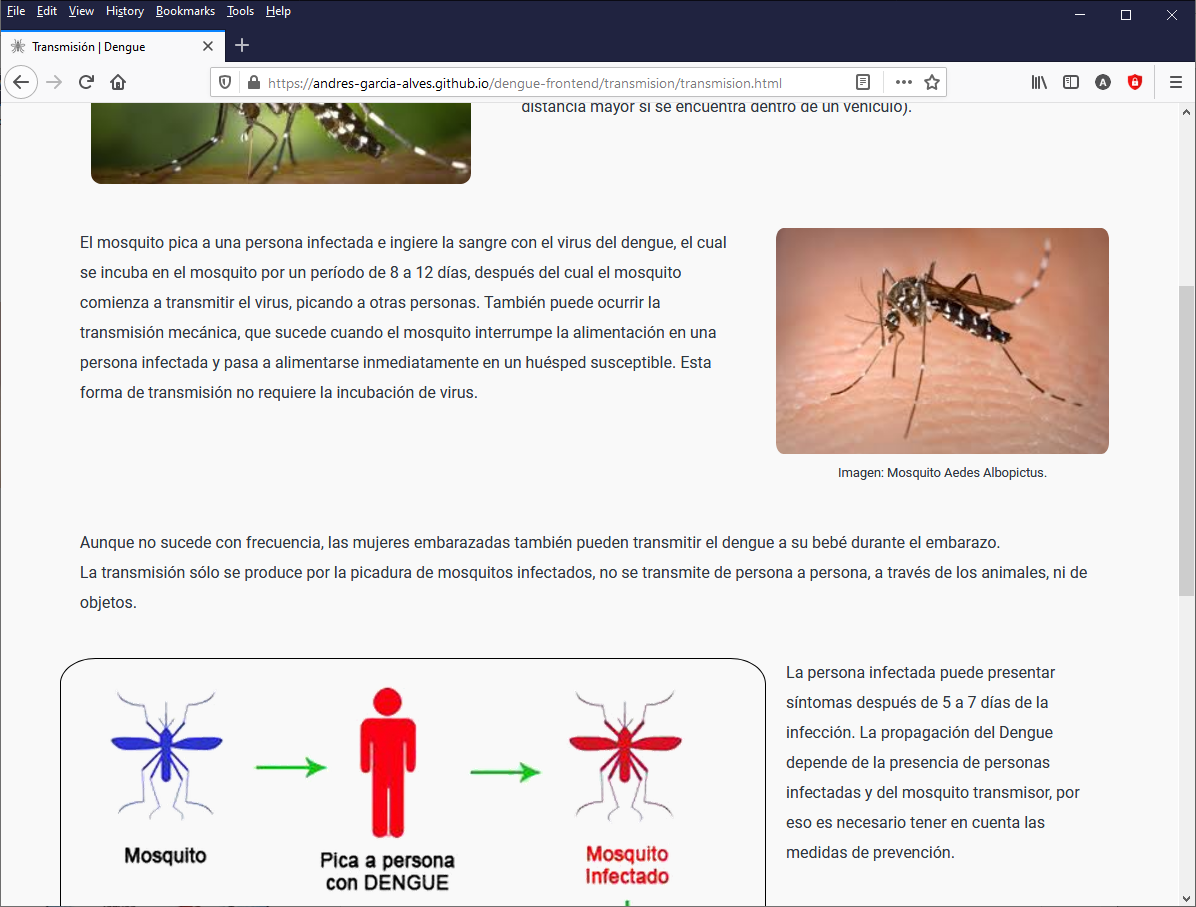 File Edit View History Bookmarks Tools Help
Transmisión | Dengue
https://andres-garcia-alves.github.io/dengue-frontend/transmision/transmision.html
distancia mayor si se encuentra dentro de un vehículo).
El mosquito pica a una persona infectada e ingiere la sangre con el virus del dengue, el cual
se incuba en el mosquito por un período de 8 a 12 días, después del cual el mosquito
comienza a transmitir el virus, picando a otras personas. También puede ocurrir la
transmisión mecánica, que sucede cuando el mosquito interrumpe la alimentación en una
persona infectada y pasa a alimentarse inmediatamente en un huésped susceptible. Esta
forma de transmisión no requiere la incubación de virus.
Imagen: Mosquito Aedes Albopictus.
Aunque no sucede con frecuencia, las mujeres embarazadas también pueden transmitir el dengue a su bebé durante el embarazo.
La transmisión sólo se produce por la picadura de mosquitos infectados, no se transmite de persona a persona, a través de los animales, ni de
objetos.
Mosquito
Pica a persona
con DENGUE
Mosquito
Infectado
La persona infectada puede presentar
síntomas después de 5 a 7 días de la
infección. La propagación del Dengue
depende de la presencia de personas
infectadas y del mosquito transmisor, por
eso es necesario tener en cuenta las
medidas de prevención.